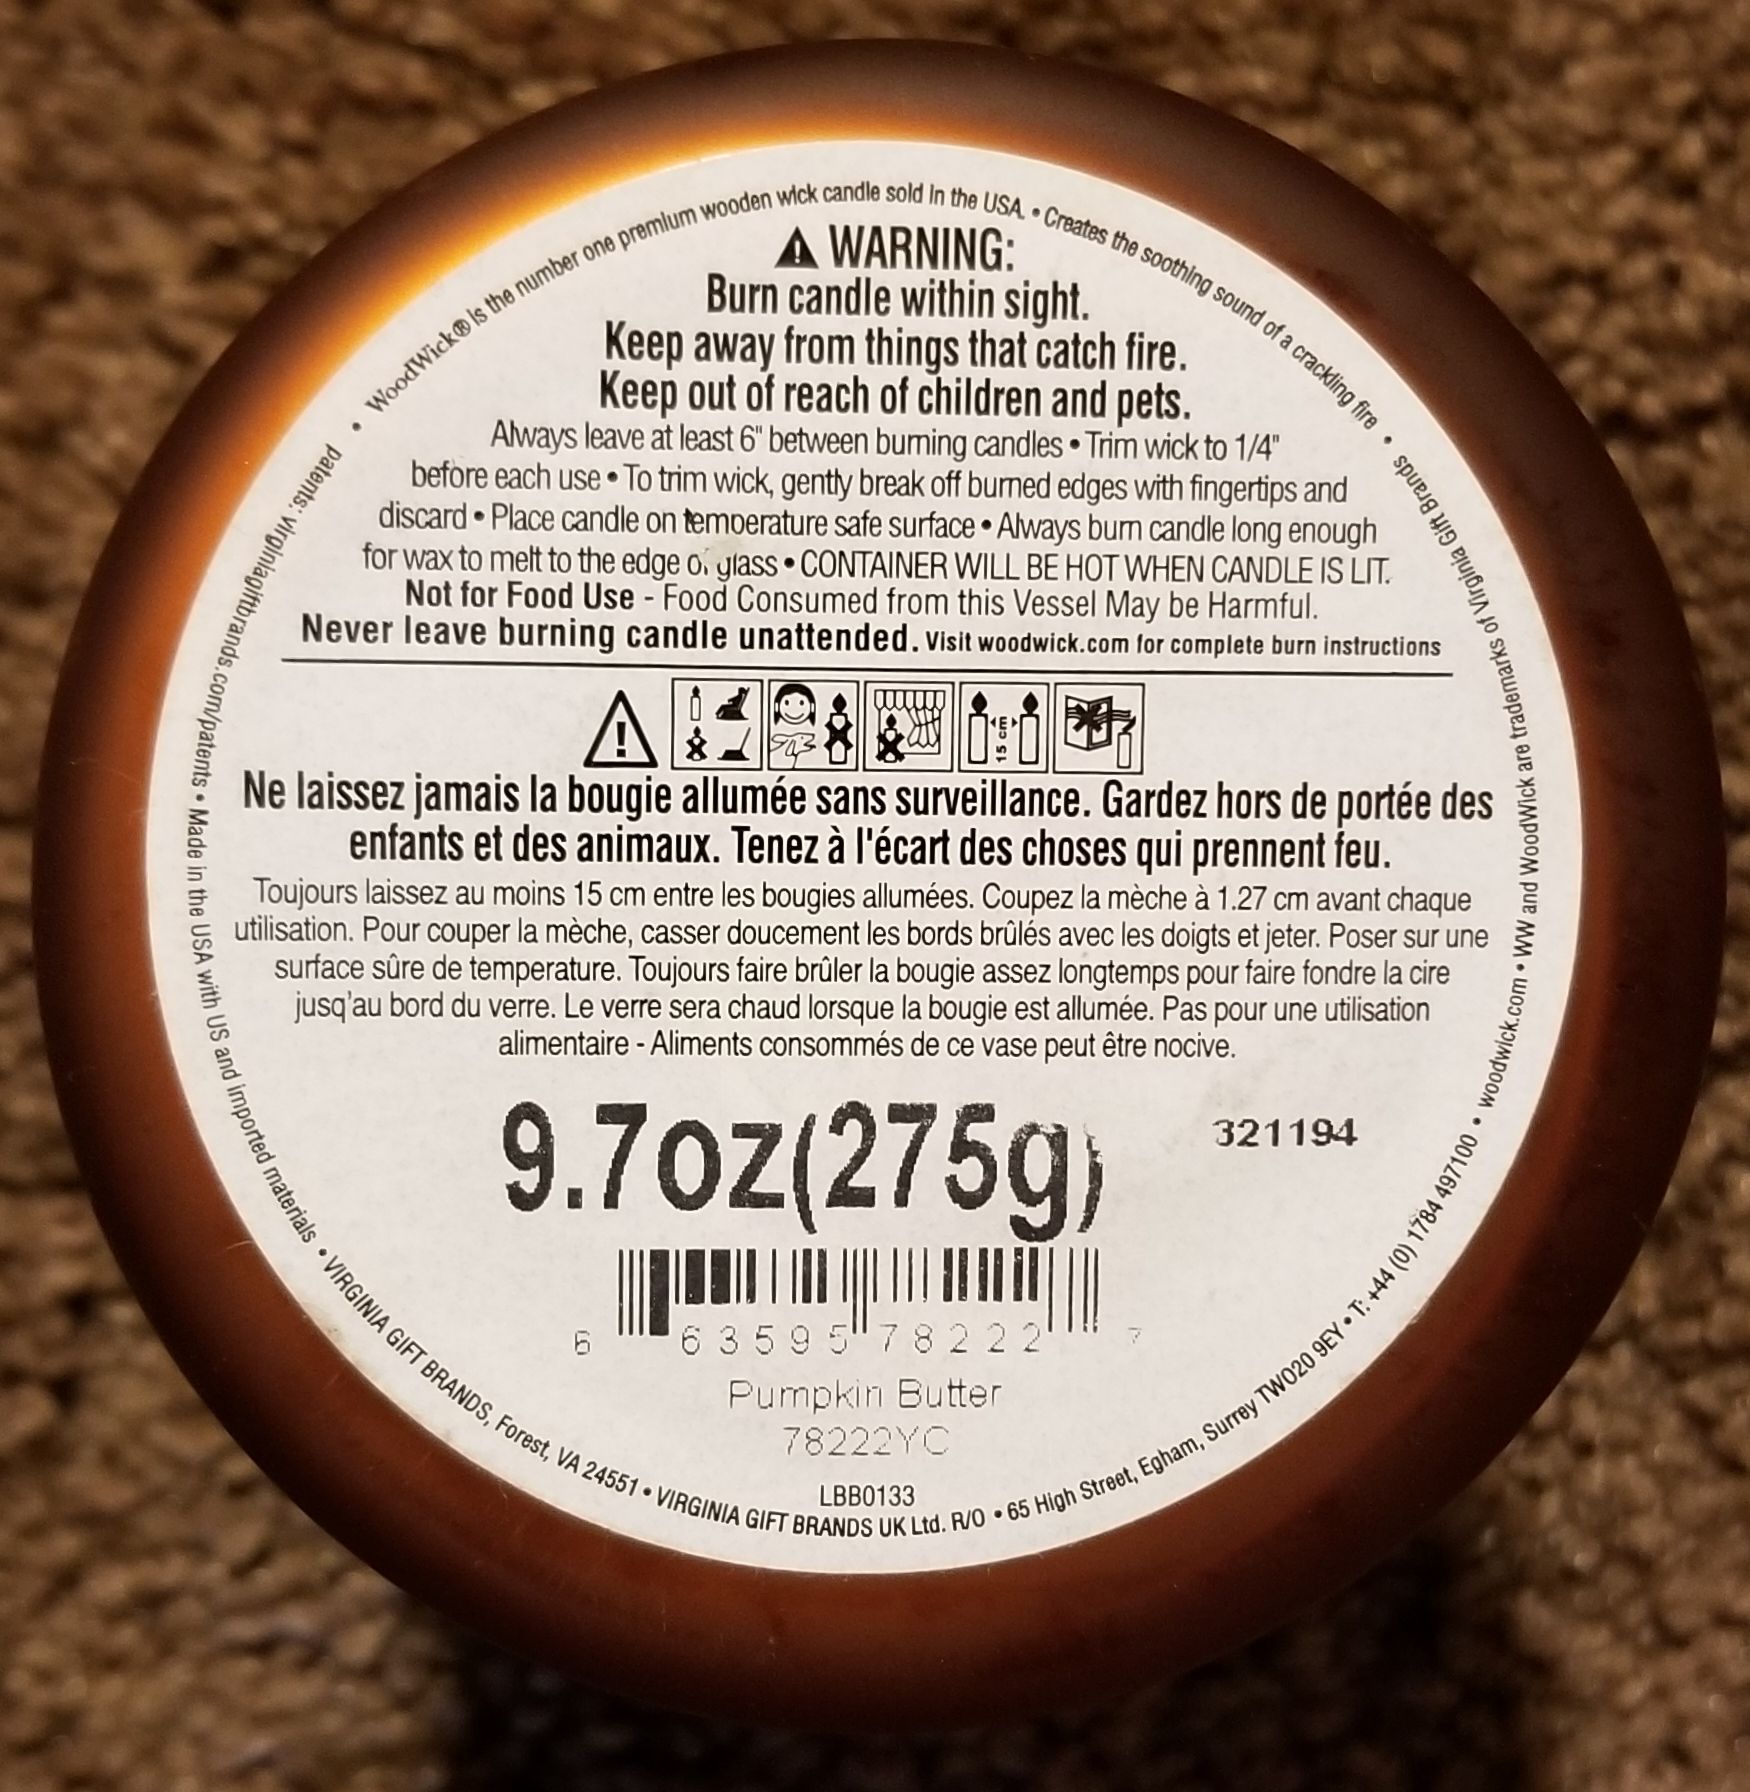 WoodWick® is the number one premium wooden wick candle sold in the USA. • Creates the soothing sound of a crackling fire •
⚠ WARNING:
Burn candle within sight.
Keep away from things that catch fire.
Keep out of reach of children and pets.
Always leave at least 6" between burning candles • Trim wick to 1/4"
before each use • To trim wick, gently break off burned edges with fingertips and
discard • Place candle on temperature safe surface • Always burn candle long enough
for wax to melt to the edge of glass • CONTAINER WILL BE HOT WHEN CANDLE IS LIT.
Not for Food Use - Food Consumed from this Vessel May be Harmful.
Never leave burning candle unattended. Visit woodwick.com for complete burn instructions
15 cm
Ne laissez jamais la bougie allumée sans surveillance. Gardez hors de portée des
enfants et des animaux. Tenez à l'écart des choses qui prennent feu.
Toujours laissez au moins 15 cm entre les bougies allumées. Coupez la mèche à 1.27 cm avant chaque
utilisation. Pour couper la mèche, casser doucement les bords brûlés avec les doigts et jeter. Poser sur une
surface sûre de temperature. Toujours faire brûler la bougie assez longtemps pour faire fondre la cire
jusq'au bord du verre. Le verre sera chaud lorsque la bougie est allumée. Pas pour une utilisation
alimentaire - Aliments consommés de ce vase peut être nocive.
9.7oz(275g)
321194
6 63595 78222 7
Pumpkin Butter
78222YC
LBB0133
patents: virginiagiftbrands.com/patents • Made in the USA with US and imported materials • VIRGINIA GIFT BRANDS, Forest, VA 24551 • VIRGINIA GIFT BRANDS UK Ltd. R/O • 65 High Street, Egham, Surrey TWO20 9EY • T: +44 (0) 1784 497100 • woodwick.com • WW and WoodWick are trademarks of Virginia Gift Brands •